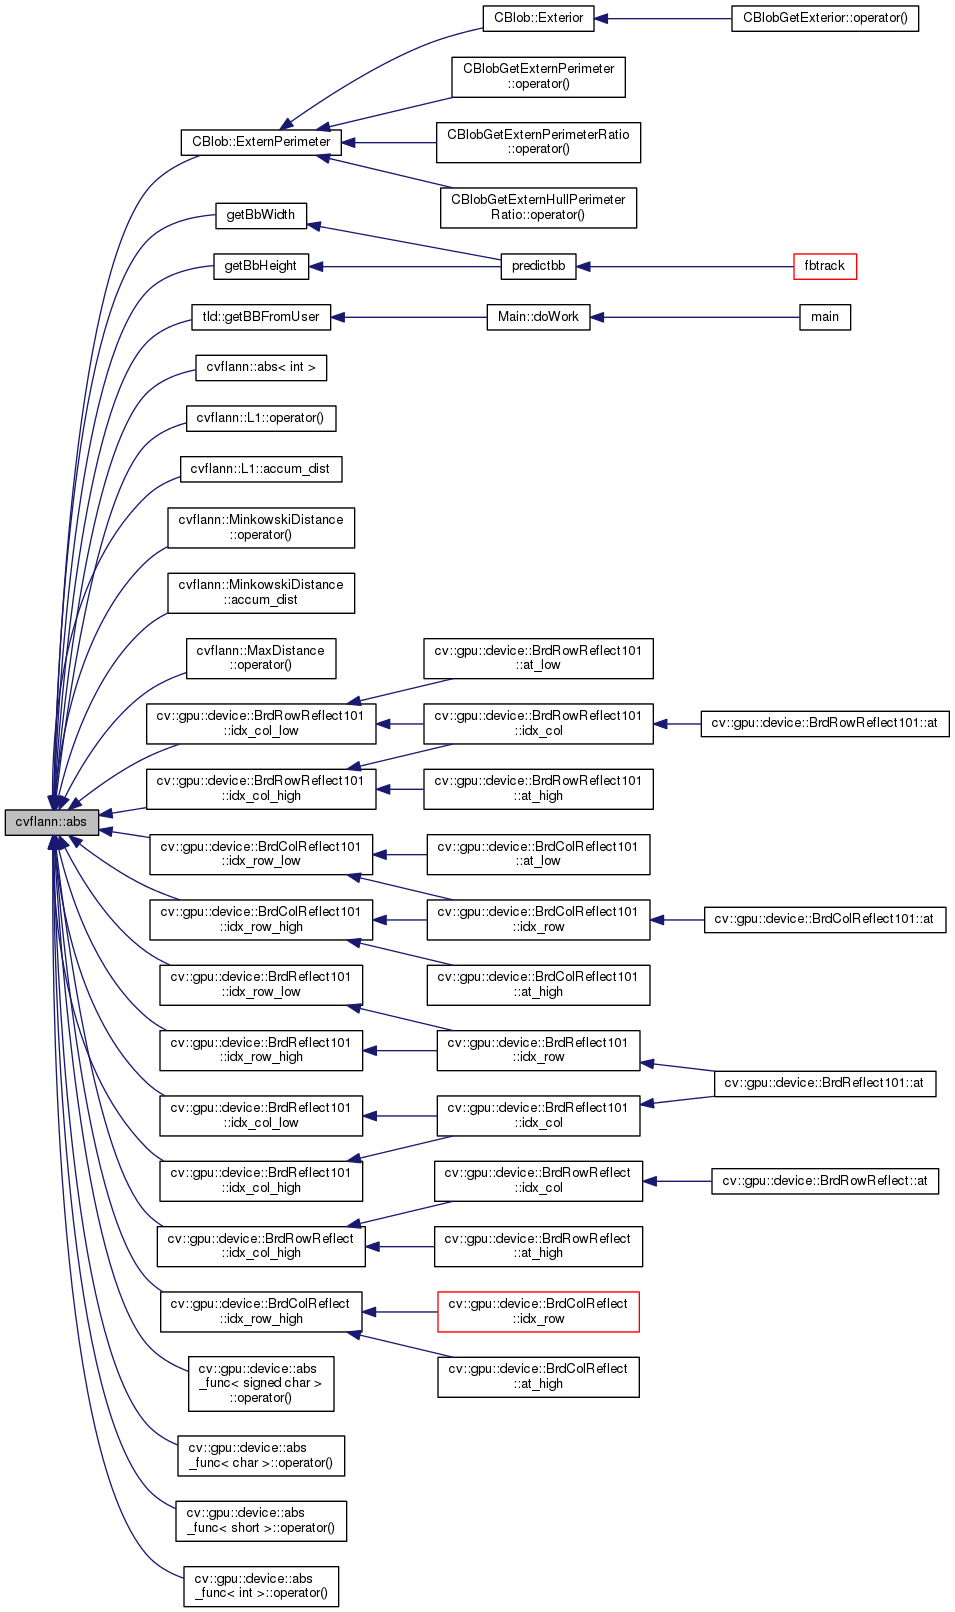 CBlob::Exterior
CBlobGetExterior::operator()
CBlobGetExternPerimeter
::operator()
CBlob::ExternPerimeter
CBlobGetExternPerimeterRatio
::operator()
CBlobGetExternHullPerimeter
Ratio::operator()
getBbWidth
getBbHeight
predictbb
fbtrack
tld::getBBFromUser
Main::doWork
main
cvflann::abs< int >
cvflann::L1::operator()
cvflann::L1::accum_dist
cvflann::MinkowskiDistance
::operator()
cvflann::MinkowskiDistance
::accum_dist
cvflann::MaxDistance
::operator()
cv::gpu::device::BrdRowReflect101
::at_low
cv::gpu::device::BrdRowReflect101
::idx_col_low
cv::gpu::device::BrdRowReflect101
::idx_col
cv::gpu::device::BrdRowReflect101::at
cv::gpu::device::BrdRowReflect101
::idx_col_high
cv::gpu::device::BrdRowReflect101
::at_high
cvflann::abs
cv::gpu::device::BrdColReflect101
::idx_row_low
cv::gpu::device::BrdColReflect101
::at_low
cv::gpu::device::BrdColReflect101
::idx_row_high
cv::gpu::device::BrdColReflect101
::idx_row
cv::gpu::device::BrdColReflect101::at
cv::gpu::device::BrdReflect101
::idx_row_low
cv::gpu::device::BrdColReflect101
::at_high
cv::gpu::device::BrdReflect101
::idx_row_high
cv::gpu::device::BrdReflect101
::idx_row
cv::gpu::device::BrdReflect101::at
cv::gpu::device::BrdReflect101
::idx_col_low
cv::gpu::device::BrdReflect101
::idx_col
cv::gpu::device::BrdReflect101
::idx_col_high
cv::gpu::device::BrdRowReflect
::idx_col
cv::gpu::device::BrdRowReflect::at
cv::gpu::device::BrdRowReflect
::idx_col_high
cv::gpu::device::BrdRowReflect
::at_high
cv::gpu::device::BrdColReflect
::idx_row_high
cv::gpu::device::BrdColReflect
::idx_row
cv::gpu::device::abs
_func< signed char >
::operator()
cv::gpu::device::BrdColReflect
::at_high
cv::gpu::device::abs
_func< char >::operator()
cv::gpu::device::abs
_func< short >::operator()
cv::gpu::device::abs
_func< int >::operator()